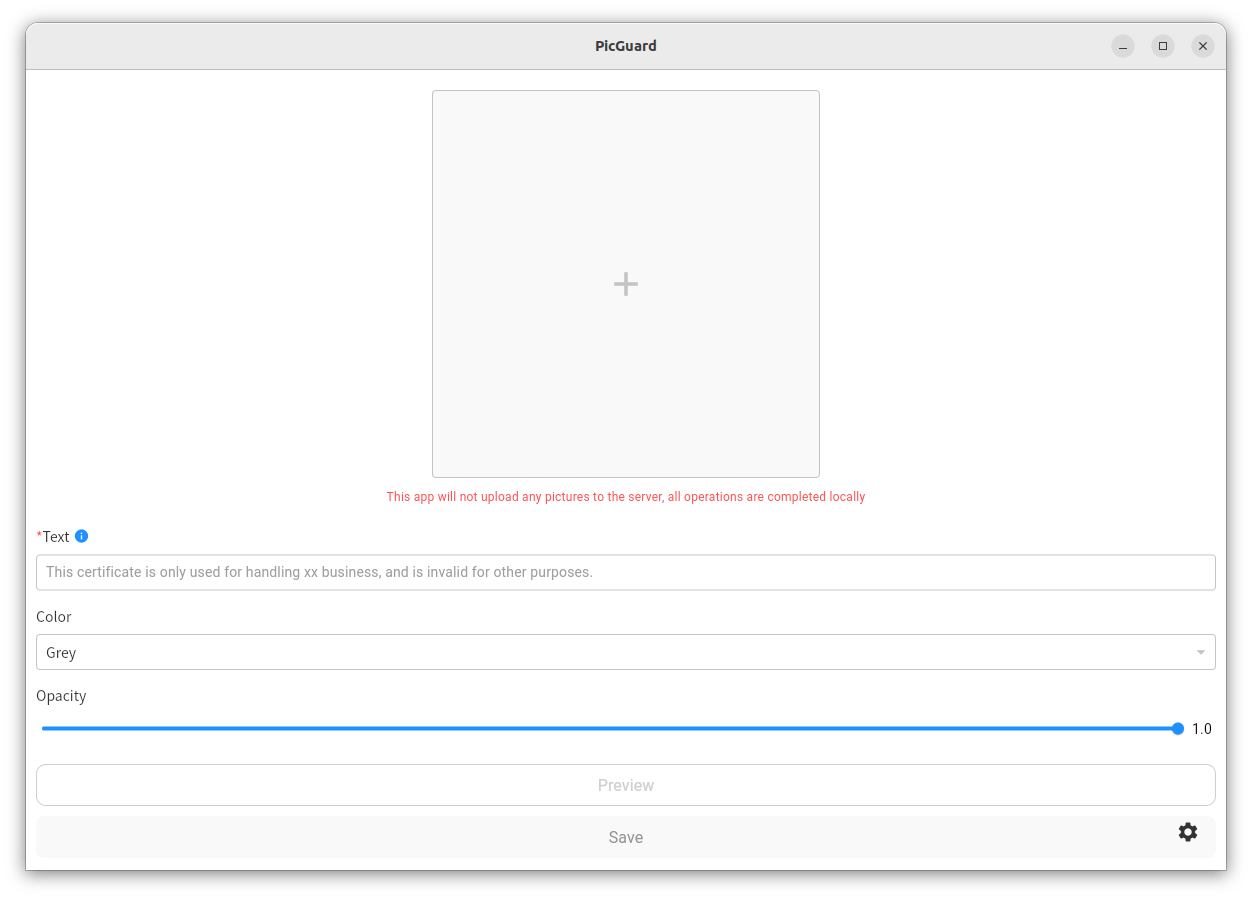 PicGuard
This app will not upload any pictures to the server, all operations are completed locally
*Text
This certificate is only used for handling xx business, and is invalid for other purposes.
Color
Grey
Opacity
1.0
Preview
Save